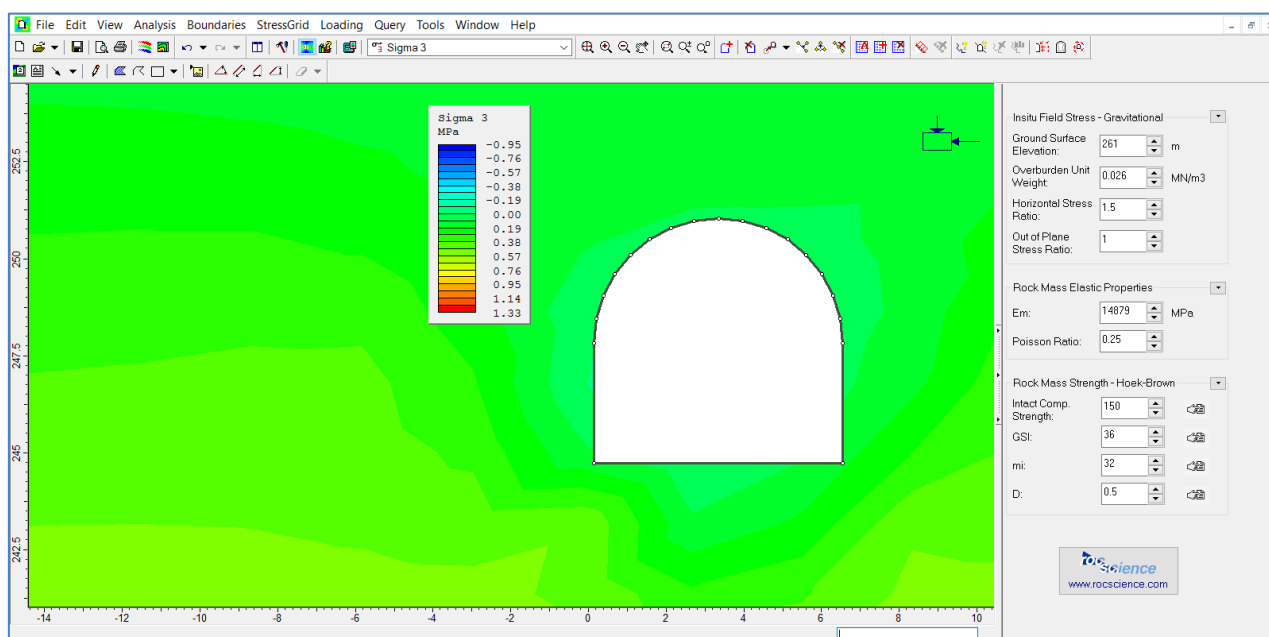 File Edit View Analysis Boundaries StressGrid Loading Query Tools Window Help
Sigma 3
Sigma 3
MPa
-0.95
-0.76
-0.57
-0.38
-0.19
0.00
0.19
0.38
0.57
0.76
0.95
1.14
1.33
252.5
250
247.5
245
242.5
-14 -12 -10 -8 -6 -4 -2 0 2 4 6 8 10
Insitu Field Stress - Gravitational
Ground Surface
Elevation: 261 m
Overburden Unit
Weight: 0.026 MN/m3
Horizontal Stress
Ratio: 1.5
Out of Plane
Stress Ratio: 1
Rock Mass Elastic Properties
Em: 14879 MPa
Poisson Ratio: 0.25
Rock Mass Strength - Hoek-Brown
Intact Comp.
Strength: 150
GSI: 36
mi: 32
D: 0.5
rocscience
www.rocscience.com